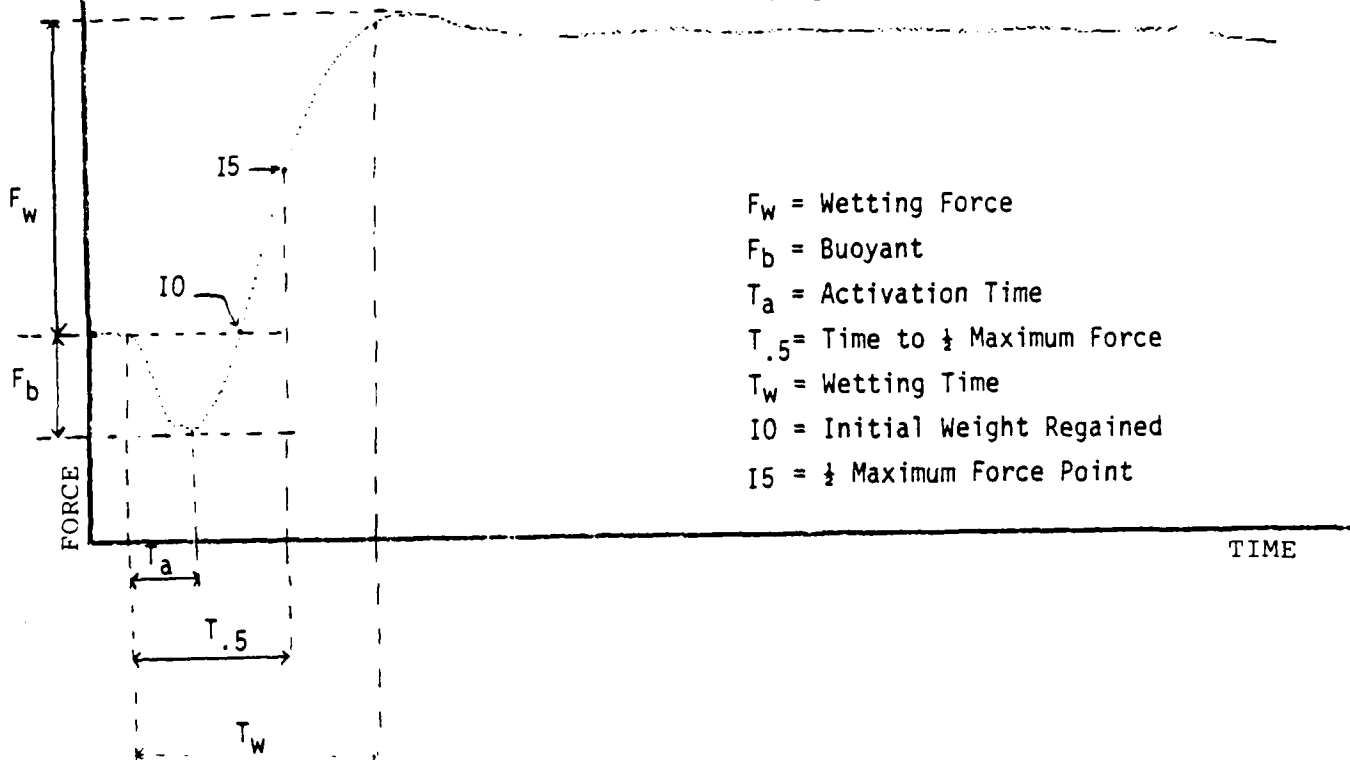 I5
F_w
F_w = Wetting Force
F_b = Buoyant
T_a = Activation Time
T_.5 = Time to ½ Maximum Force
T_w = Wetting Time
I0 = Initial Weight Regained
I5 = ½ Maximum Force Point
I0
F_b
FORCE
TIME
T_a
T_.5
T_w